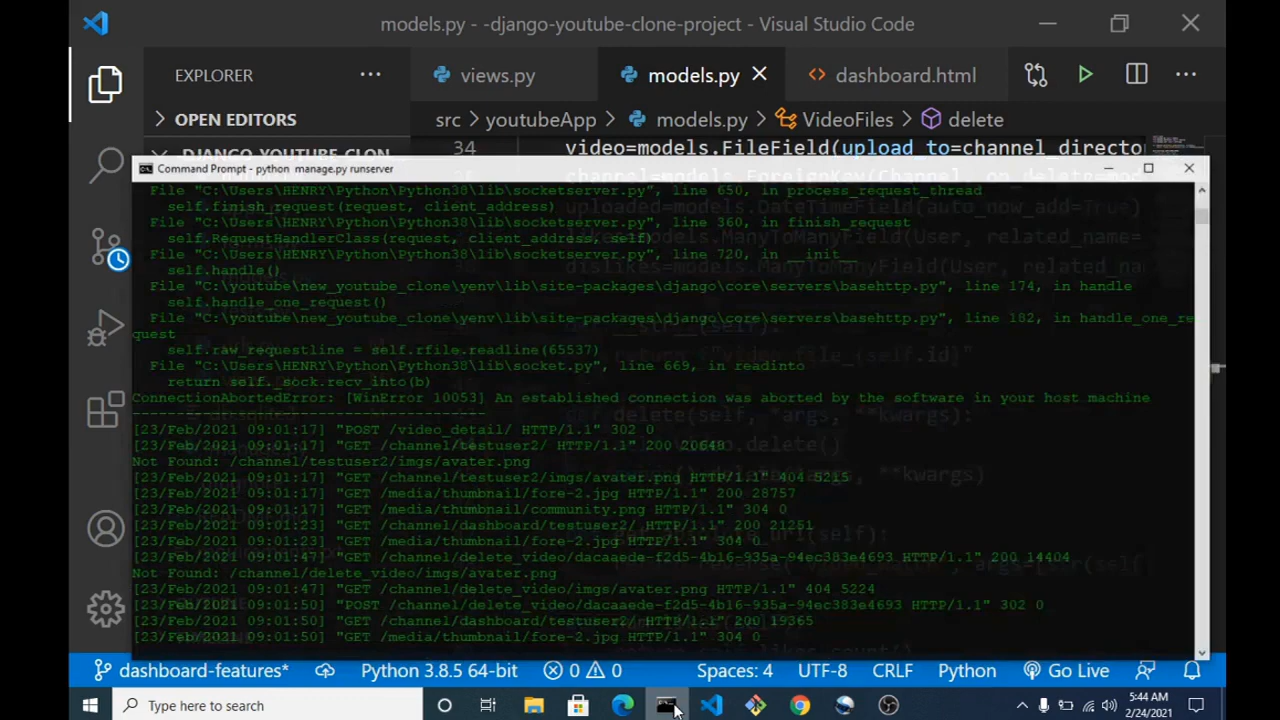 models.py - -django-youtube-clone-project - Visual Studio Code
EXPLORER
views.py
models.py
dashboard.html
OPEN EDITORS
src > youtubeApp > models.py > VideoFiles > delete
DJANGO-YOUTUBE-CLON
34 video=models.FileField(upload_to=channel_directo
Command Prompt - python manage.py runserver
File "C:\Users\HENRY\Python\Python38\lib\socketserver.py", line 650, in process_request_thread
self.finish_request(request, client_address)
File "C:\Users\HENRY\Python\Python38\lib\socketserver.py", line 360, in finish_request
self.RequestHandlerClass(request, client_address, self)
File "C:\Users\HENRY\Python\Python38\lib\socketserver.py", line 720, in __init__
self.handle()
File "C:\youtube\new_youtube_clone\yenv\lib\site-packages\django\core\servers\basehttp.py", line 174, in handle
self.handle_one_request()
File "C:\youtube\new_youtube_clone\yenv\lib\site-packages\django\core\servers\basehttp.py", line 182, in handle_one_re
quest
self.raw_requestline = self.rfile.readline(65537)
File "C:\Users\HENRY\Python\Python38\lib\socket.py", line 669, in readinto
return self._sock.recv_into(b)
ConnectionAbortedError: [WinError 10053] An established connection was aborted by the software in your host machine
----------------------------------------
[23/Feb/2021 09:01:17] "POST /video_detail/ HTTP/1.1" 302 0
[23/Feb/2021 09:01:17] "GET /channel/testuser2/ HTTP/1.1" 200 20648
Not Found: /channel/testuser2/imgs/avater.png
[23/Feb/2021 09:01:17] "GET /channel/testuser2/imgs/avater.png HTTP/1.1" 404 5215
[23/Feb/2021 09:01:17] "GET /media/thumbnail/fore-2.jpg HTTP/1.1" 200 28757
[23/Feb/2021 09:01:17] "GET /media/thumbnail/community.png HTTP/1.1" 304 0
[23/Feb/2021 09:01:23] "GET /channel/dashboard/testuser2/ HTTP/1.1" 200 21251
[23/Feb/2021 09:01:23] "GET /media/thumbnail/fore-2.jpg HTTP/1.1" 304 0
[23/Feb/2021 09:01:47] "GET /channel/delete_video/dacaaede-f2d5-4b16-935a-94ec383e4693 HTTP/1.1" 200 14404
Not Found: /channel/delete_video/imgs/avater.png
[23/Feb/2021 09:01:47] "GET /channel/delete_video/imgs/avater.png HTTP/1.1" 404 5224
[23/Feb/2021 09:01:50] "POST /channel/delete_video/dacaaede-f2d5-4b16-935a-94ec383e4693 HTTP/1.1" 302 0
[23/Feb/2021 09:01:50] "GET /channel/dashboard/testuser2/ HTTP/1.1" 200 19365
[23/Feb/2021 09:01:50] "GET /media/thumbnail/fore-2.jpg HTTP/1.1" 304 0
dashboard-features* Python 3.8.5 64-bit 0 0 Spaces: 4 UTF-8 CRLF Python Go Live
Type here to search
5:44 AM
2/24/2021